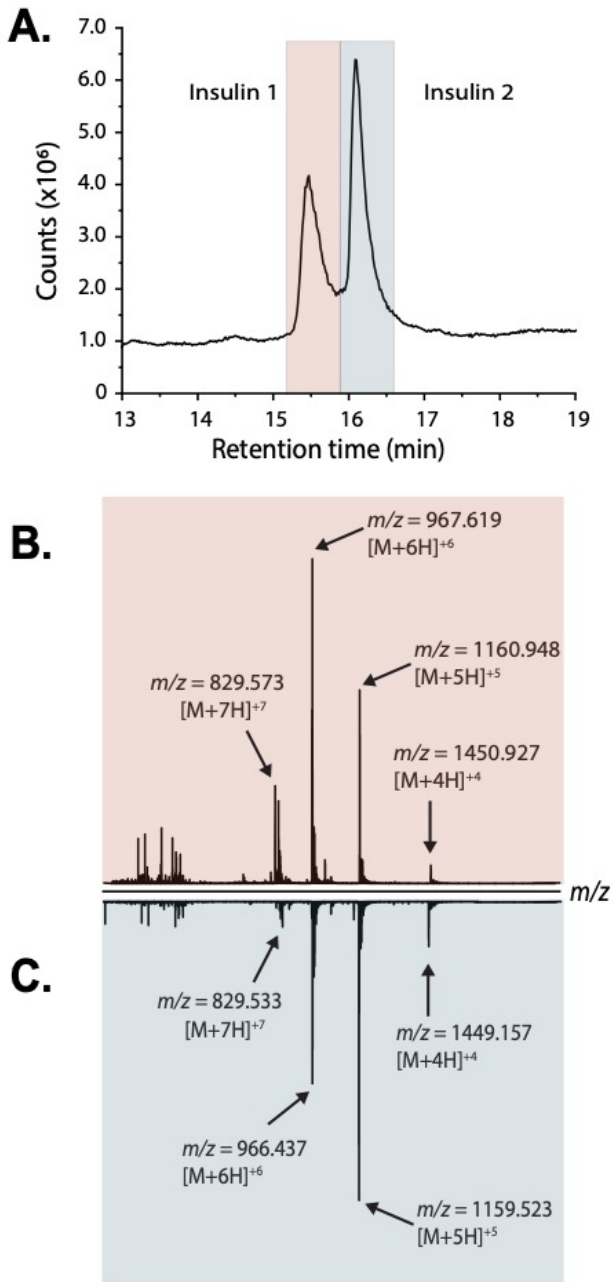 A.
7.0
6.0
5.0
4.0
3.0
2.0
1.0
0
Counts (x10⁶)
Insulin 1
Insulin 2
13 14 15 16 17 18 19
Retention time (min)
B.
m/z = 967.619
[M+6H]⁺⁶
m/z = 1160.948
[M+5H]⁺⁵
m/z = 829.573
[M+7H]⁺⁷
m/z = 1450.927
[M+4H]⁺⁴
m/z
C.
m/z = 829.533
[M+7H]⁺⁷
m/z = 1449.157
[M+4H]⁺⁴
m/z = 966.437
[M+6H]⁺⁶
m/z = 1159.523
[M+5H]⁺⁵